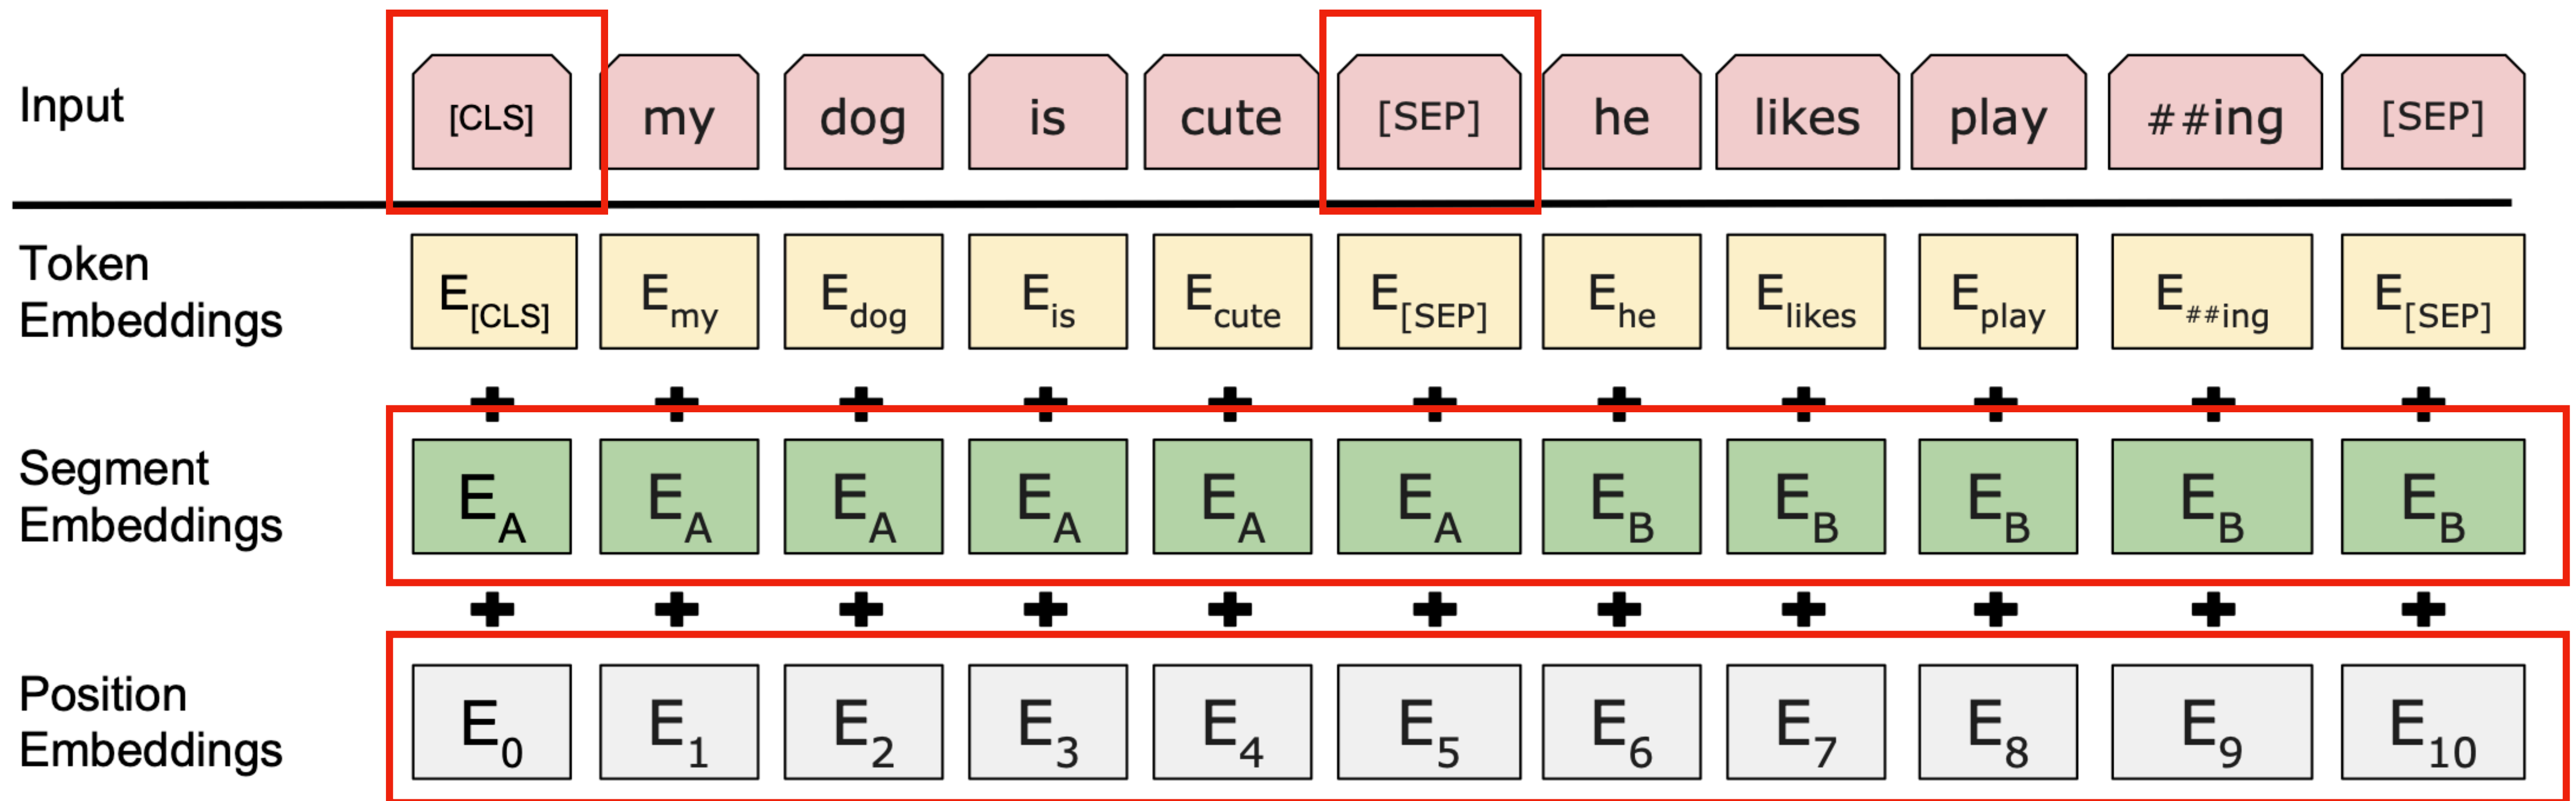 Input [CLS] my dog is cute [SEP] he likes play ##ing [SEP]
Token
Embeddings E[CLS] Emy Edog Eis Ecute E[SEP] Ehe Elikes Eplay E##ing E[SEP]
Segment
Embeddings EA EA EA EA EA EA EB EB EB EB EB
Position
Embeddings E0 E1 E2 E3 E4 E5 E6 E7 E8 E9 E10